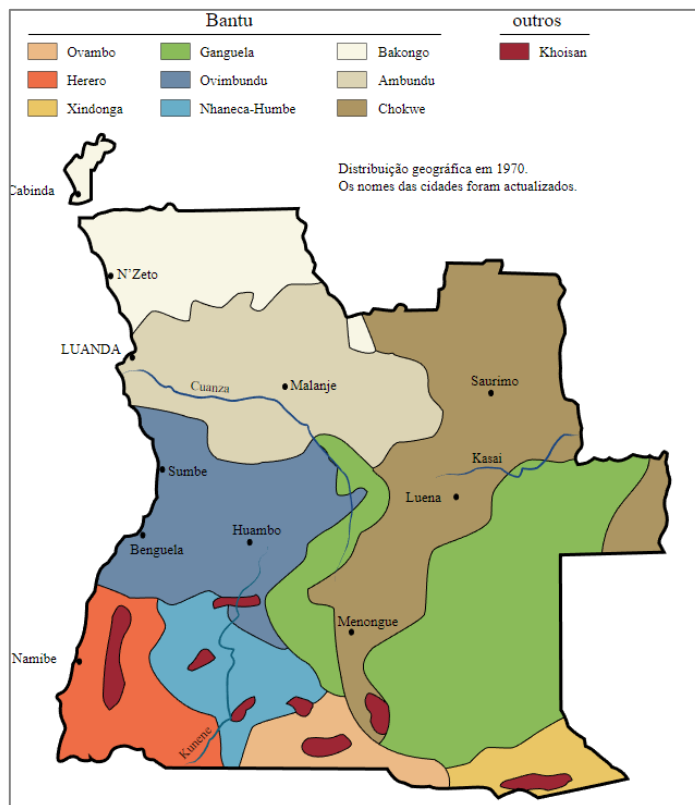 Bantu
outros
Ovambo
Ganguela
Bakongo
Khoisan
Herero
Ovimbundu
Ambundu
Xindonga
Nhaneca-Humbe
Chokwe
Distribuição geográfica em 1970.
Os nomes das cidades foram actualizados.
Cabinda
N'Zeto
LUANDA
Cuanza
Malanje
Saurimo
Kasai
Sumbe
Luena
Huambo
Benguela
Menongue
Namibe
Kunene